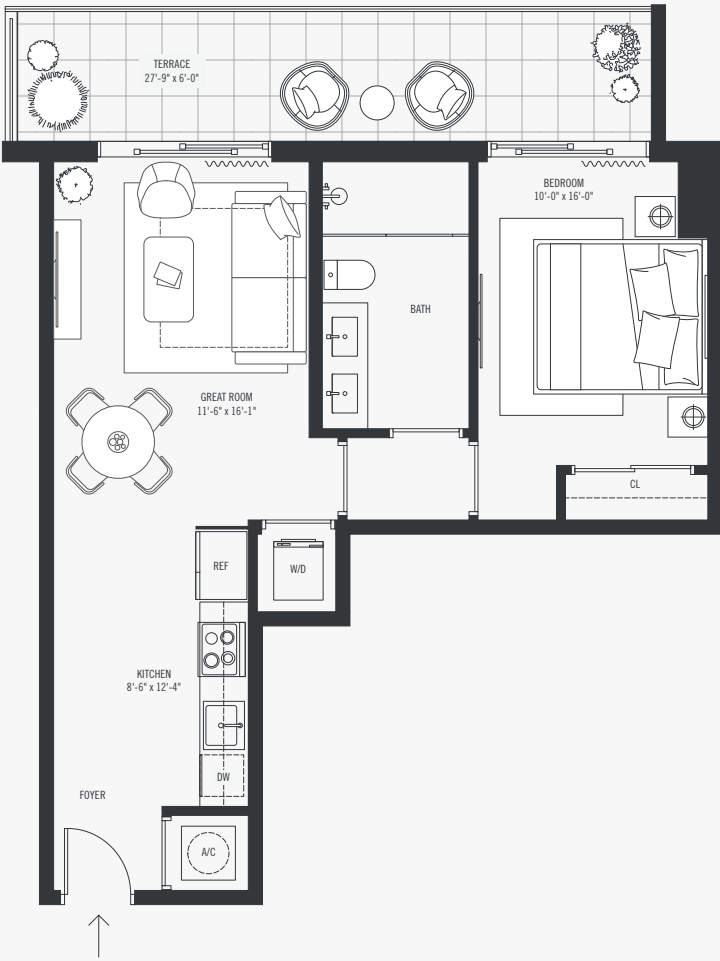 TERRACE
27'-9" x 6'-0"
BEDROOM
10'-0" x 16'-0"
BATH
GREAT ROOM
11'-6" x 16'-1"
CL
REF
W/D
KITCHEN
8'-6" x 12'-4"
DW
FOYER
A/C